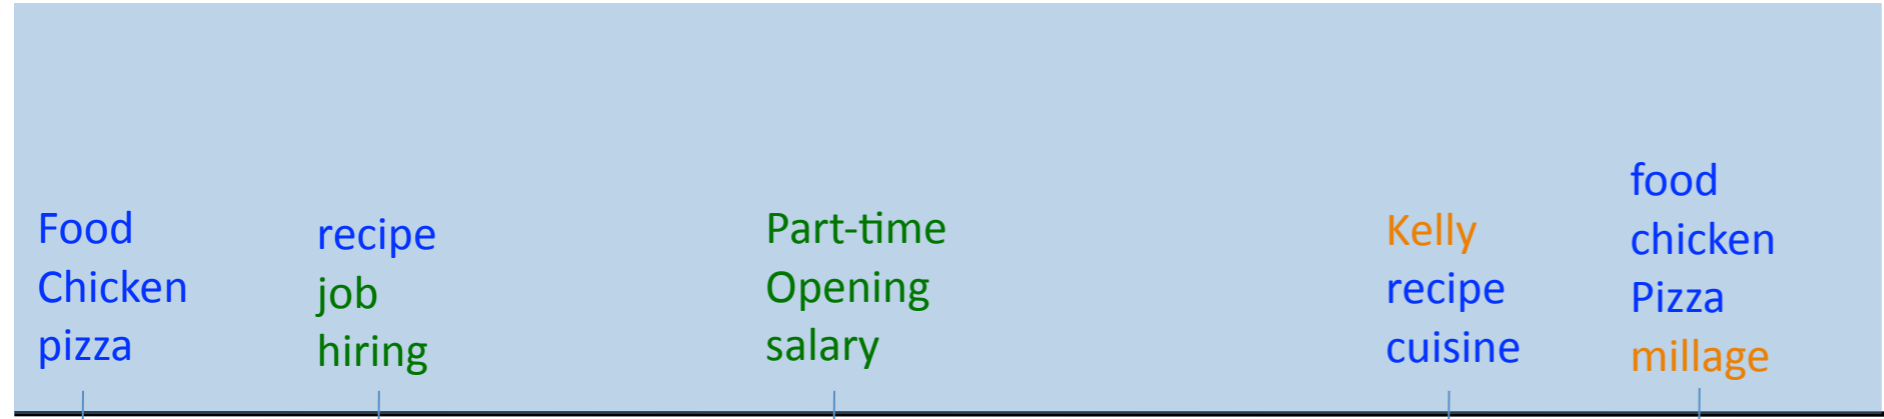 Food
Chicken
pizza
recipe
job
hiring
Part-time
Opening
salary
Kelly
recipe
cuisine
food
chicken
Pizza
millage